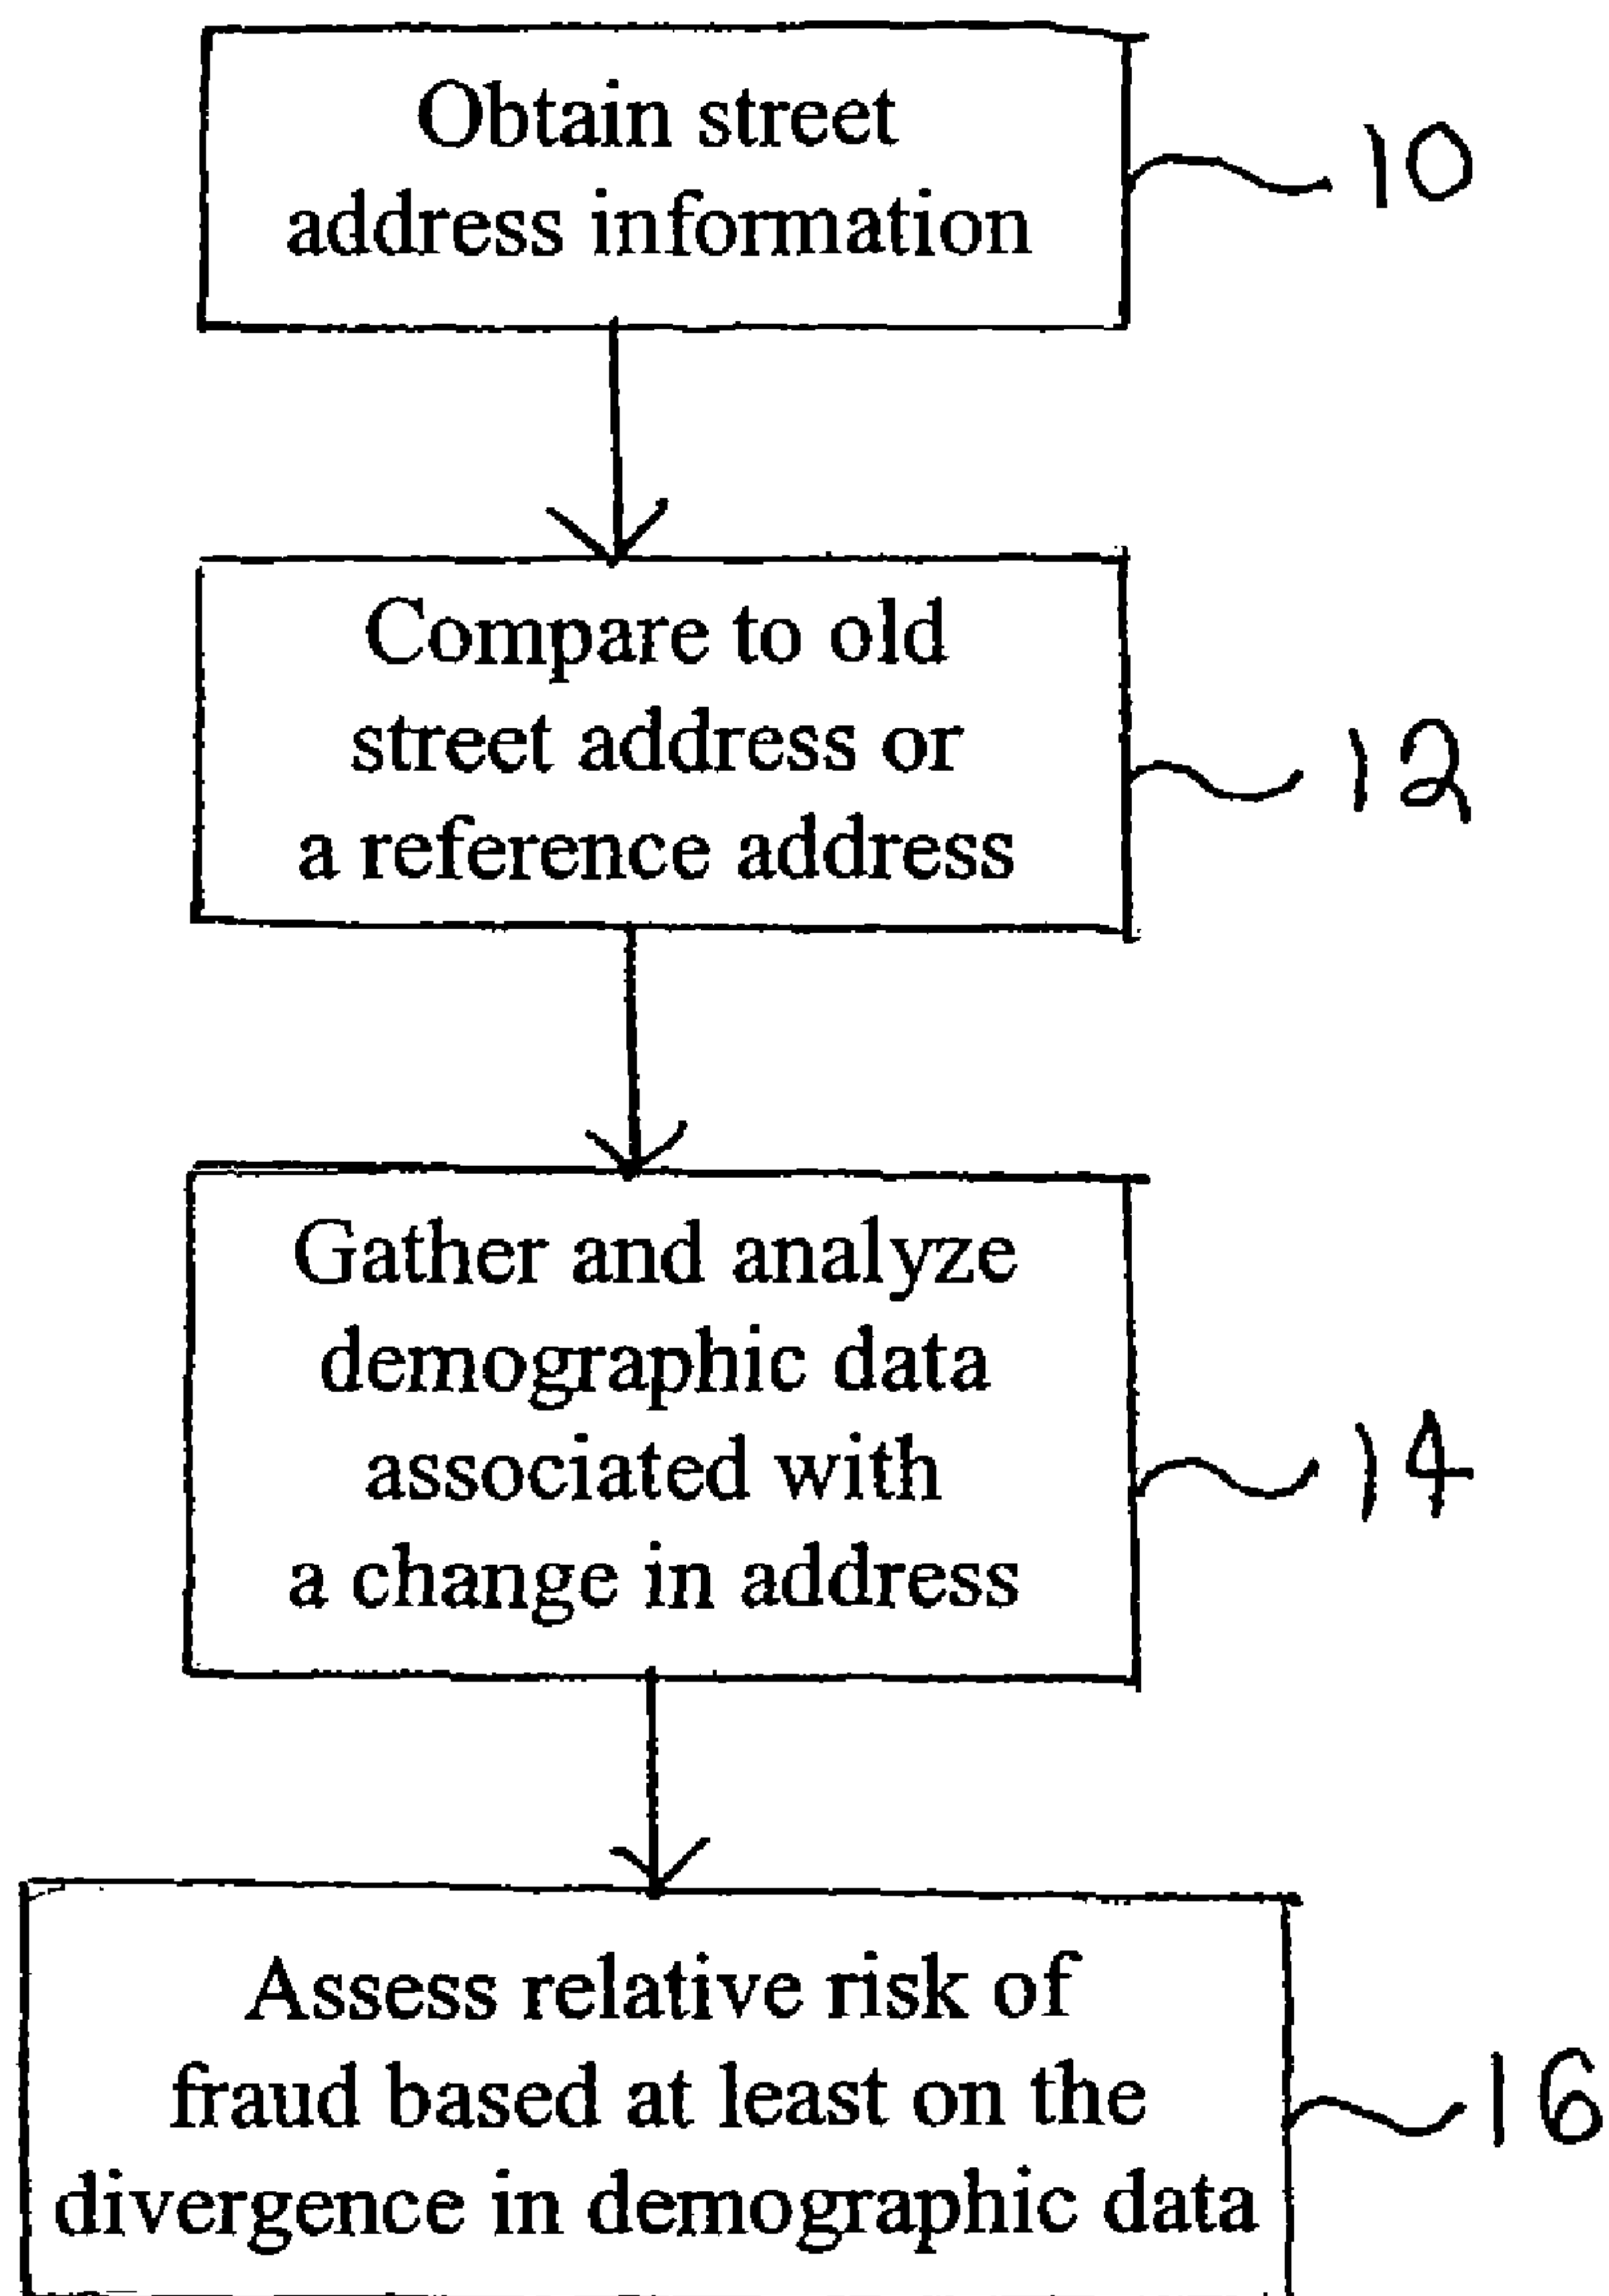 Obtain street
address information
10
Compare to old
street address or
a reference address
12
Gather and analyze
demographic data
associated with
a change in address
14
Assess relative risk of
fraud based at least on the
divergence in demographic data
16